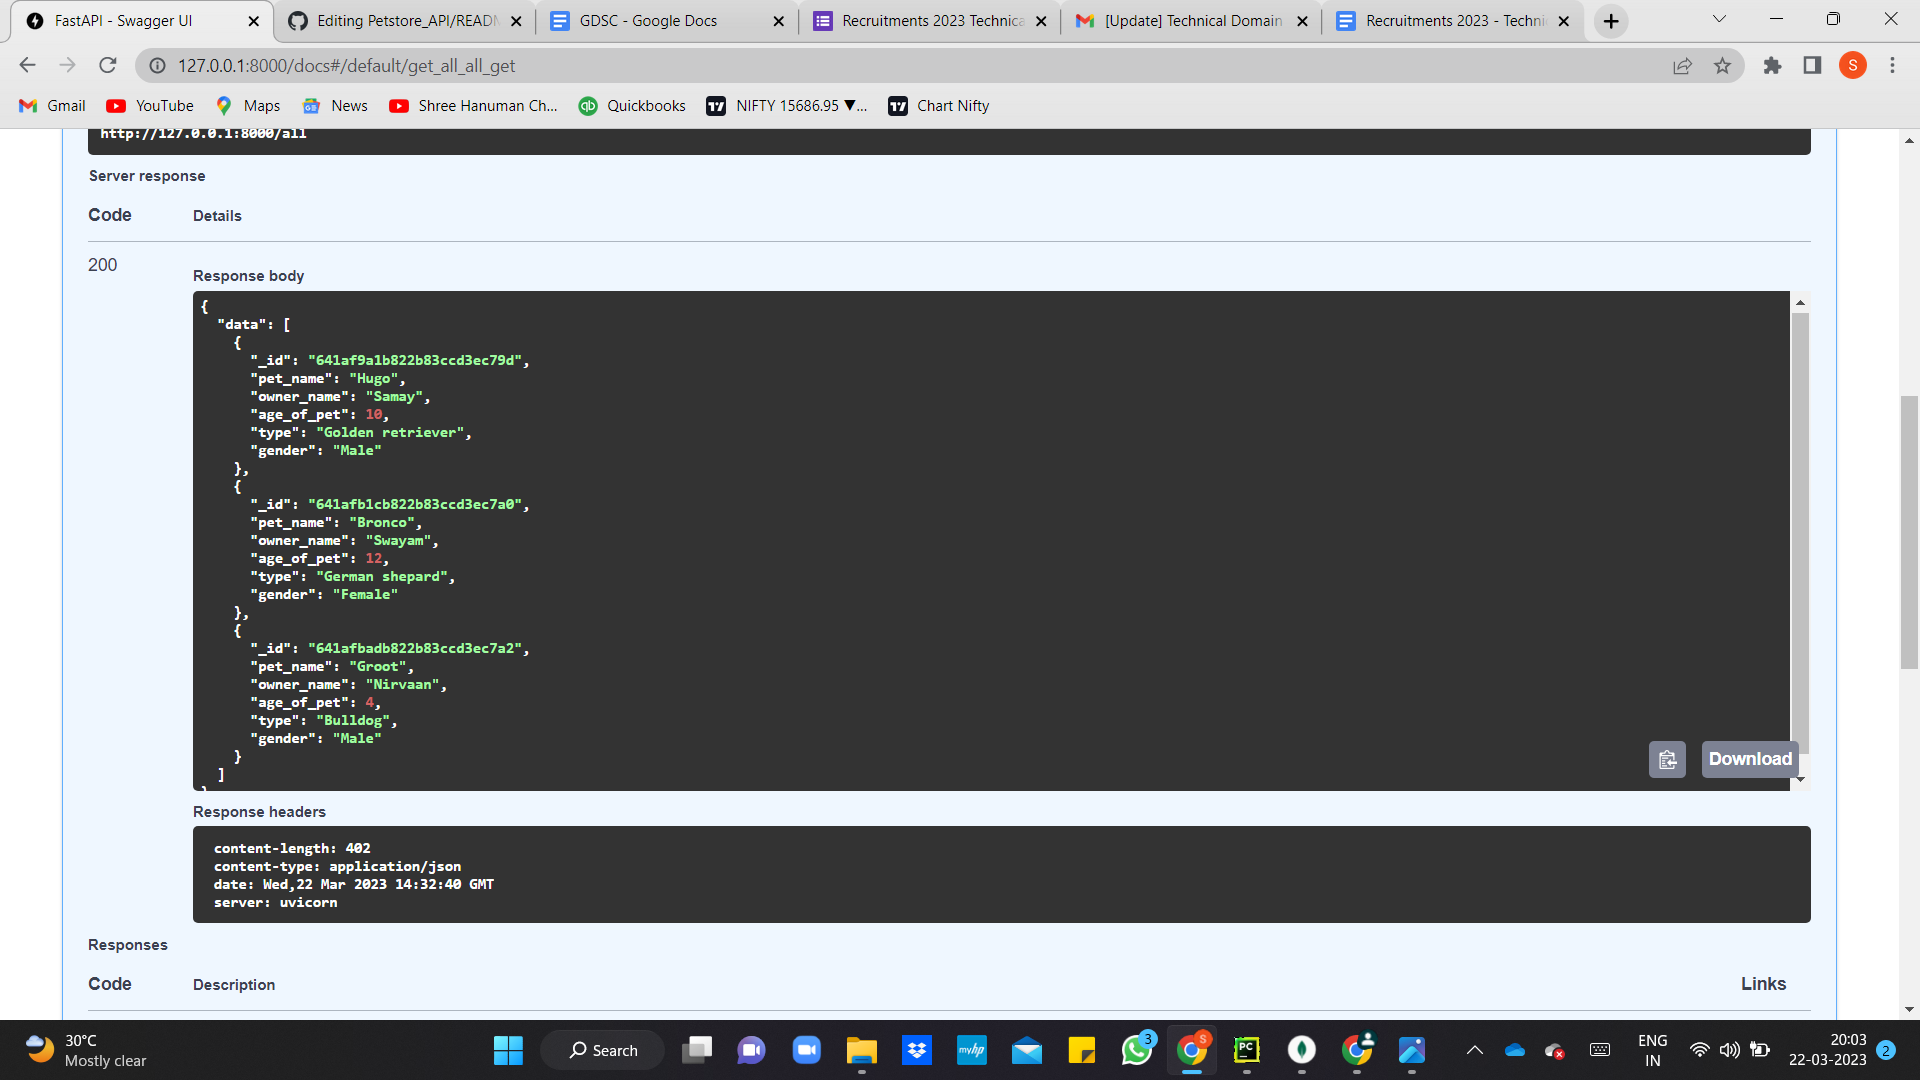 FastAPI - Swagger UI
Editing Petstore_API/READM
GDSC - Google Docs
Recruitments 2023 Technica
[Update] Technical Domain
Recruitments 2023 - Techni
127.0.0.1:8000/docs#/default/get_all_all_get
S
Gmail
YouTube
Maps
News
Shree Hanuman Ch...
Quickbooks
NIFTY 15686.95 ▼...
Chart Nifty
http://127.0.0.1:8000/all
Server response
Code Details
200
Response body
{
"data": [
{
"_id": "641af9a1b822b83ccd3ec79d",
"pet_name": "Hugo",
"owner_name": "Samay",
"age_of_pet": 10,
"type": "Golden retriever",
"gender": "Male"
},
{
"_id": "641afb1cb822b83ccd3ec7a0",
"pet_name": "Bronco",
"owner_name": "Swayam",
"age_of_pet": 12,
"type": "German shepard",
"gender": "Female"
},
{
"_id": "641afbadb822b83ccd3ec7a2",
"pet_name": "Groot",
"owner_name": "Nirvaan",
"age_of_pet": 4,
"type": "Bulldog",
"gender": "Male"
}
]
}
Download
Response headers
content-length: 402
content-type: application/json
date: Wed,22 Mar 2023 14:32:40 GMT
server: uvicorn
Responses
Code Description Links
30°C
Mostly clear
Search
myhp
3
S
PC
ENG
IN
20:03
22-03-2023
2